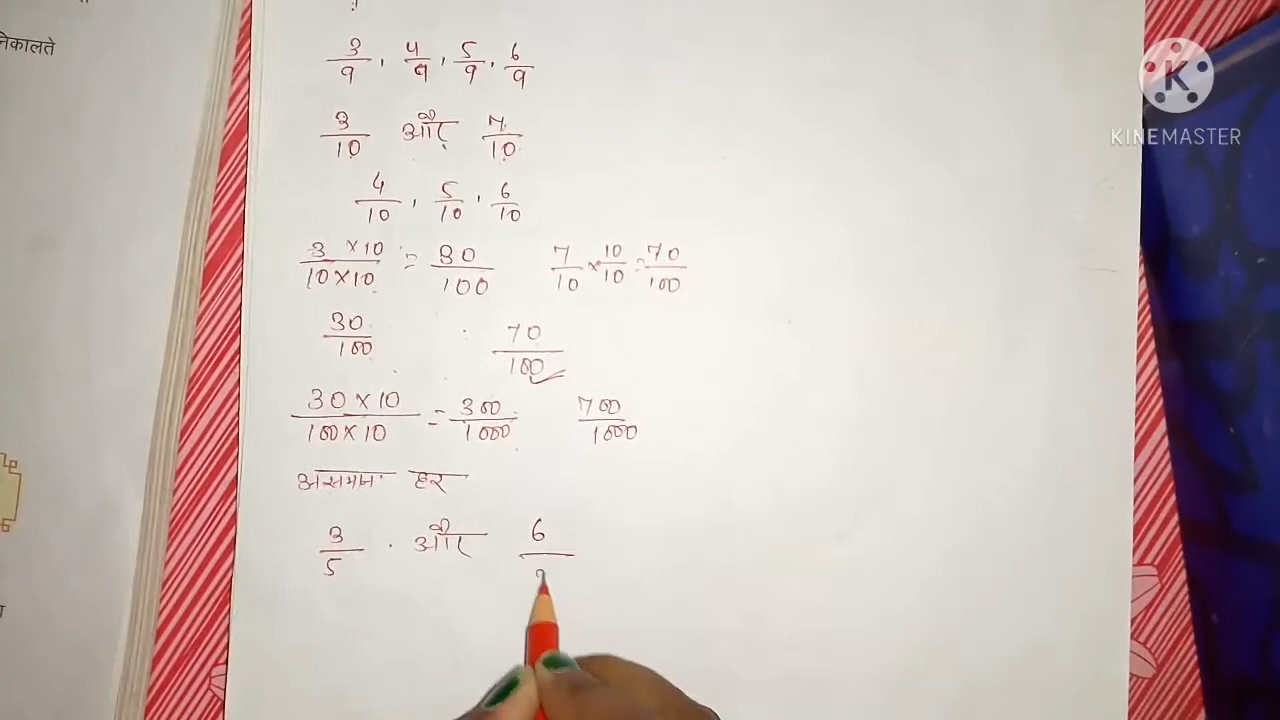 निकालते
3/9 , 4/9 , 5/9 , 6/9
3/10 और 7/10
4/10 , 5/10 , 6/10
3 × 10 / 10 × 10 = 30/100 7/10 × 10/10 = 70/100
30/100 70/100
30 × 10 / 100 × 10 = 300/1000 700/1000
असमान हर
3/5 . और 6/
KINEMASTER